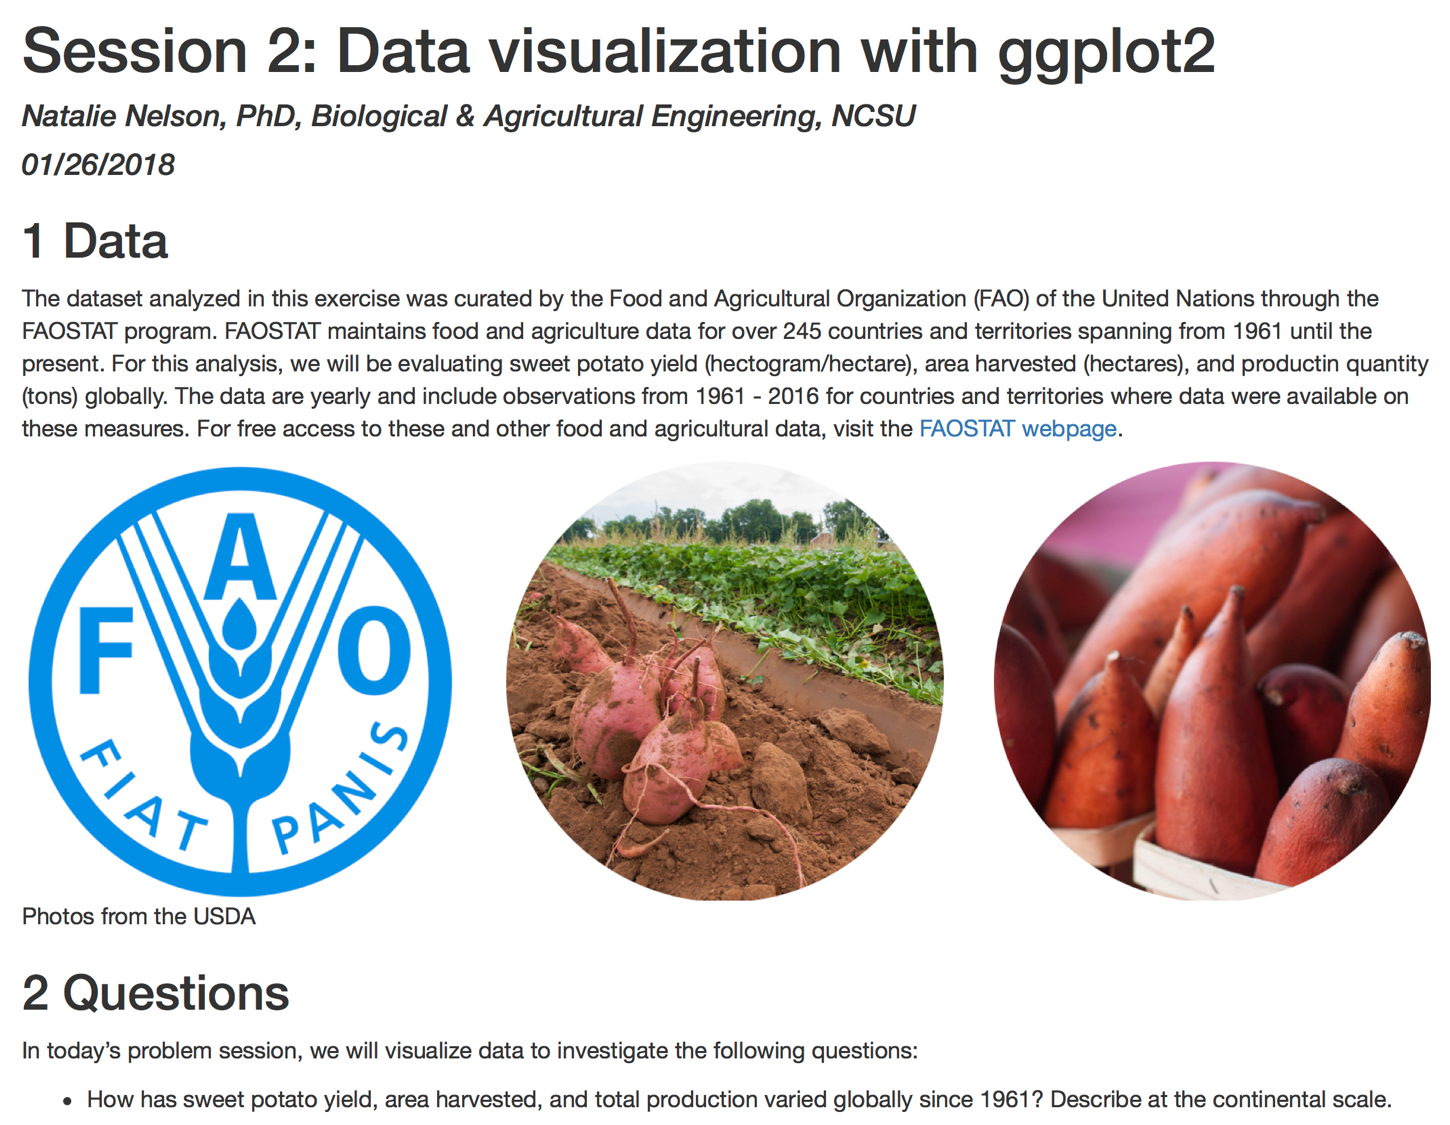 Session 2: Data visualization with ggplot2
Natalie Nelson, PhD, Biological & Agricultural Engineering, NCSU
01/26/2018
1 Data
The dataset analyzed in this exercise was curated by the Food and Agricultural Organization (FAO) of the United Nations through the
FAOSTAT program. FAOSTAT maintains food and agriculture data for over 245 countries and territories spanning from 1961 until the
present. For this analysis, we will be evaluating sweet potato yield (hectogram/hectare), area harvested (hectares), and productin quantity
(tons) globally. The data are yearly and include observations from 1961 - 2016 for countries and territories where data were available on
these measures. For free access to these and other food and agricultural data, visit the FAOSTAT webpage.
F A O
FIAT PANIS
Photos from the USDA
2 Questions
In today’s problem session, we will visualize data to investigate the following questions:
• How has sweet potato yield, area harvested, and total production varied globally since 1961? Describe at the continental scale.